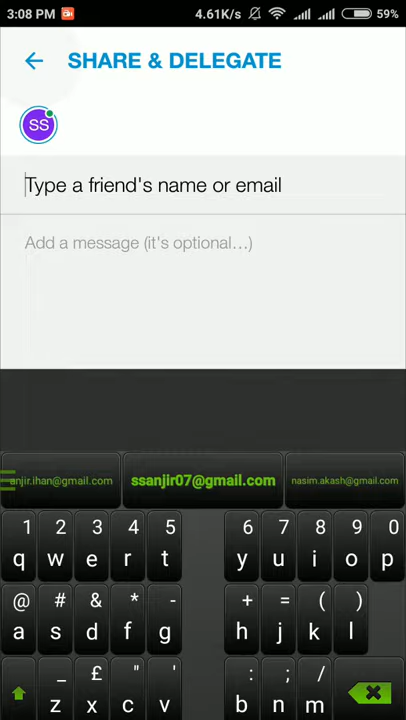 3:08 PM 4.61K/s 59%
SHARE & DELEGATE
SS
Type a friend's name or email
Add a message (it's optional...)
anjir.ihan@gmail.com ssanjir07@gmail.com nasim.akash@gmail.com
1 2 3 4 5 6 7 8 9 0
q w e r t y u i o p
@ # & * - + = ( )
a s d f g h j k l
_ £ " ' : ; /
z x c v b n m